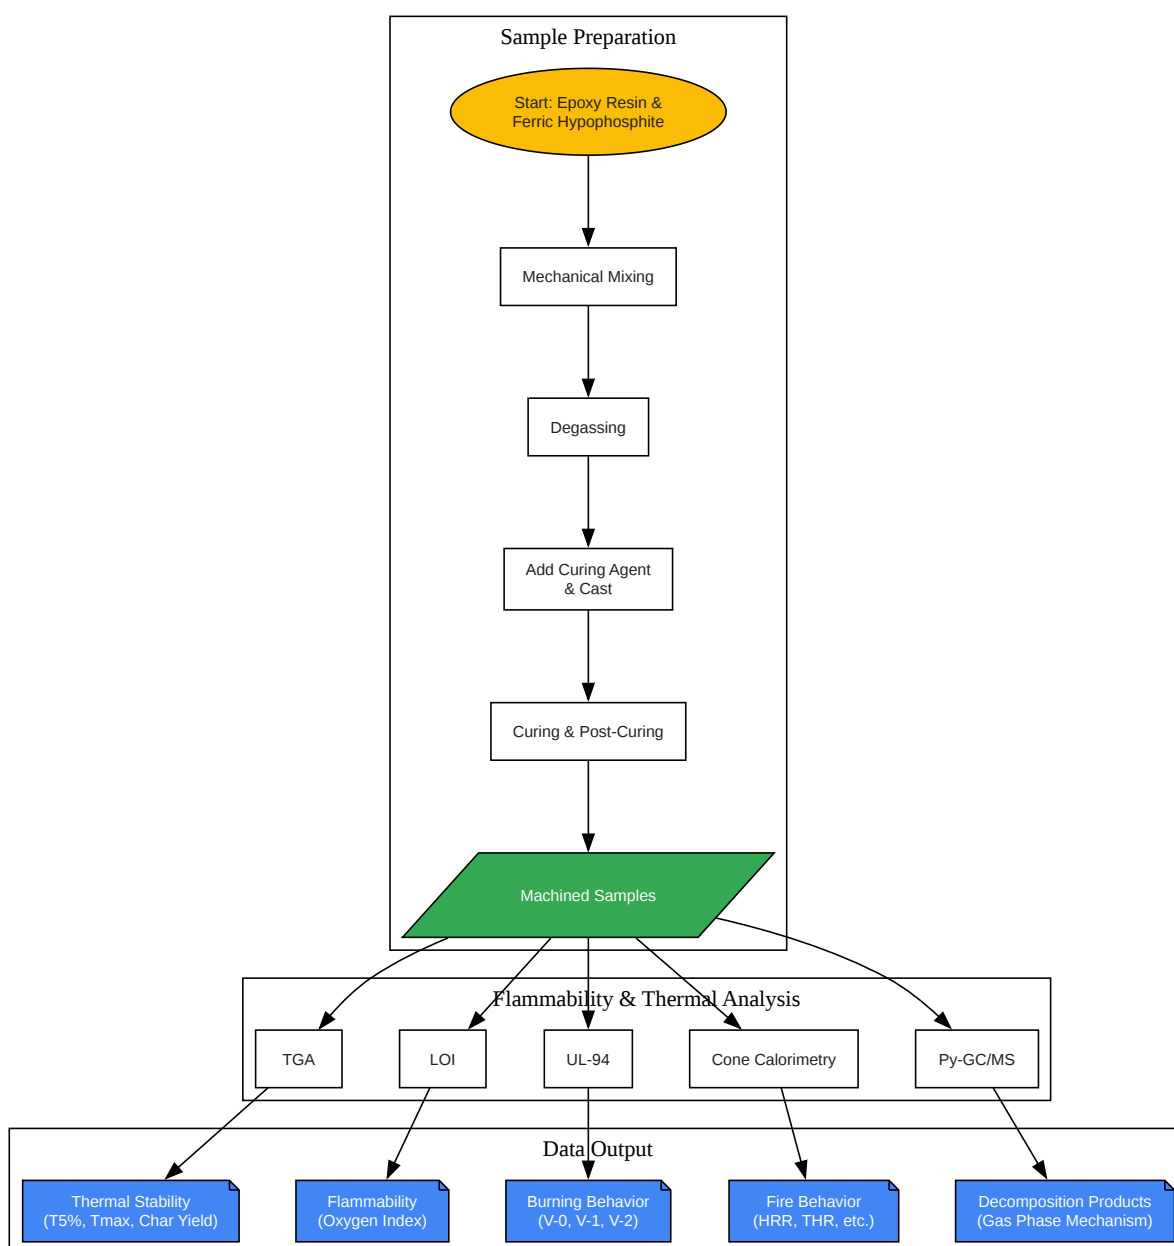 Sample Preparation
Start: Epoxy Resin &
Ferric Hypophosphite
Mechanical Mixing
Degassing
Add Curing Agent
& Cast
Curing & Post-Curing
Machined Samples
Flammability & Thermal Analysis
TGA
LOI
UL-94
Cone Calorimetry
Py-GC/MS
Data Output
Thermal Stability
(T5%, Tmax, Char Yield)
Flammability
(Oxygen Index)
Burning Behavior
(V-0, V-1, V-2)
Fire Behavior
(HRR, THR, etc.)
Decomposition Products
(Gas Phase Mechanism)